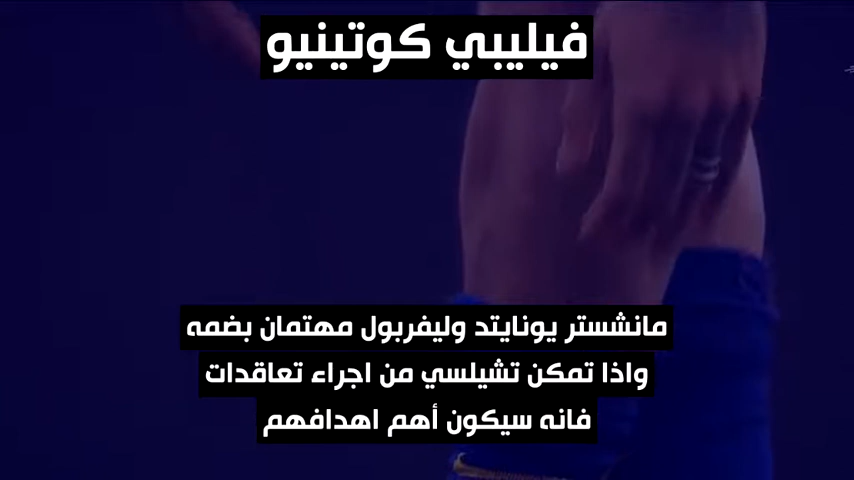 فيليبي كوتينيو
مانشستر يونايتد وليفربول مهتمان بضمه
واذا تمكن تشيلسي من اجراء تعاقدات
فانه سيكون أهم اهدافهم